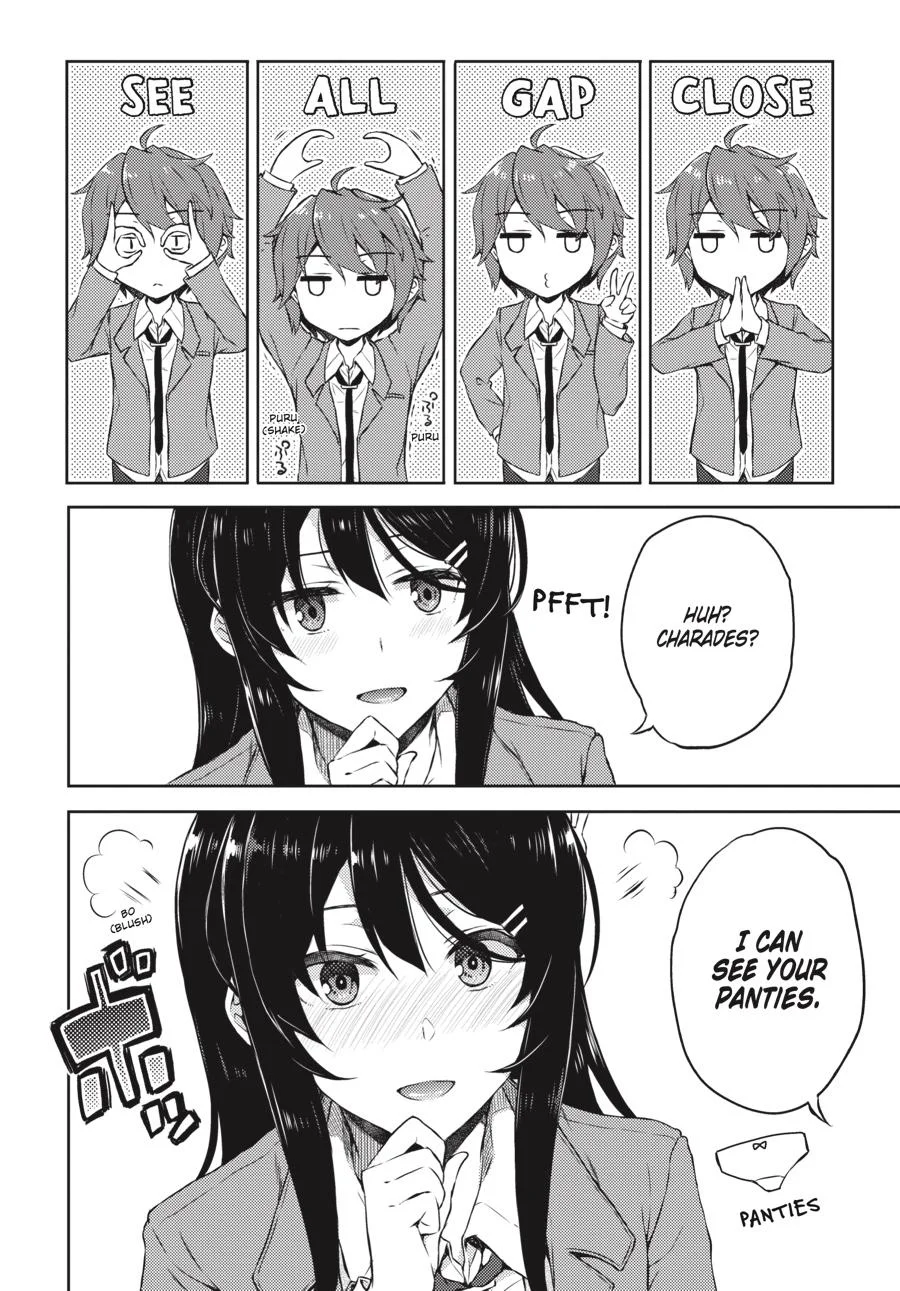 SEE
ALL
GAP
CLOSE
PURU
(SHAKE)
ぷる
ぷる
PURU
PFFT!
HUH?
CHARADES?
BO
(BLUSH)
ボッ
I CAN
SEE YOUR
PANTIES.
PANTIES